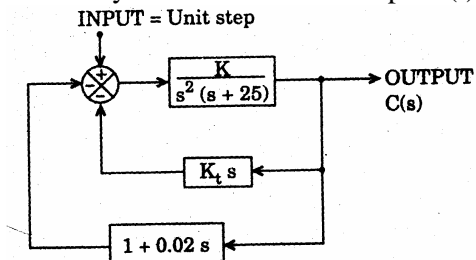 INPUT = Unit step
+
- -
K
s² (s + 25)
OUTPUT
C(s)
Kₜ s
1 + 0.02 s